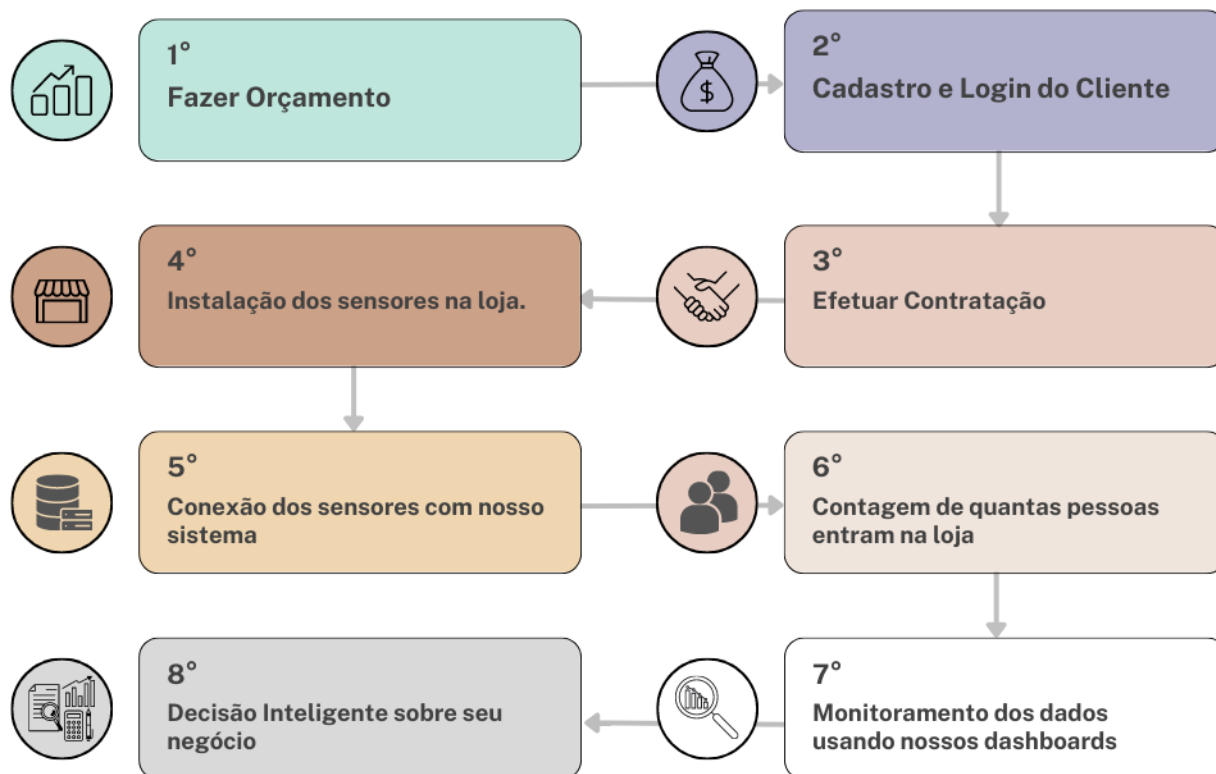 1°
Fazer Orçamento
$
2°
Cadastro e Login do Cliente
3°
Efetuar Contratação
4°
Instalação dos sensores na loja.
5°
Conexão dos sensores com nosso
sistema
6°
Contagem de quantas pessoas
entram na loja
7°
Monitoramento dos dados
usando nossos dashboards
8°
Decisão Inteligente sobre seu
negócio